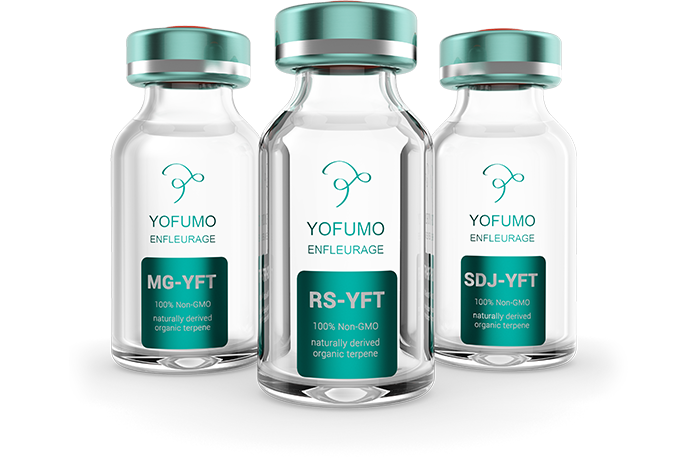 YOFUMO
ENFLEURAGE
MG-YFT
100% Non-GMO
naturally derived
organic terpene
YOFUMO
ENFLEURAGE
RS-YFT
100% Non-GMO
naturally derived
organic terpene
YOFUMO
ENFLEURAGE
SDJ-YFT
100% Non-GMO
naturally derived
organic terpene